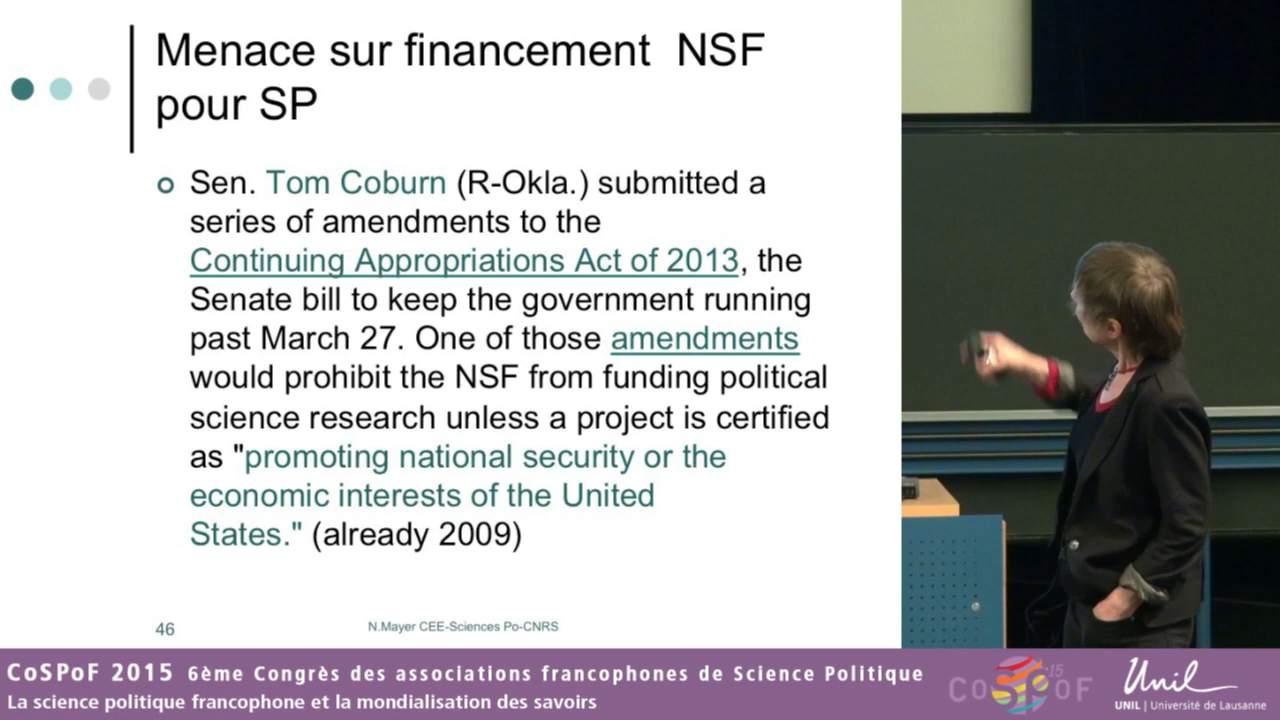 Menace sur financement NSF
pour SP
Sen. Tom Coburn (R-Okla.) submitted a
series of amendments to the
Continuing Appropriations Act of 2013, the
Senate bill to keep the government running
past March 27. One of those amendments
would prohibit the NSF from funding political
science research unless a project is certified
as "promoting national security or the
economic interests of the United
States." (already 2009)
46
N.Mayer CEE-Sciences Po-CNRS
CoSPoF 2015 6ème Congrès des associations francophones de Science Politique
La science politique francophone et la mondialisation des savoirs
CoSPoF '15
Unil
UNIL | Université de Lausanne